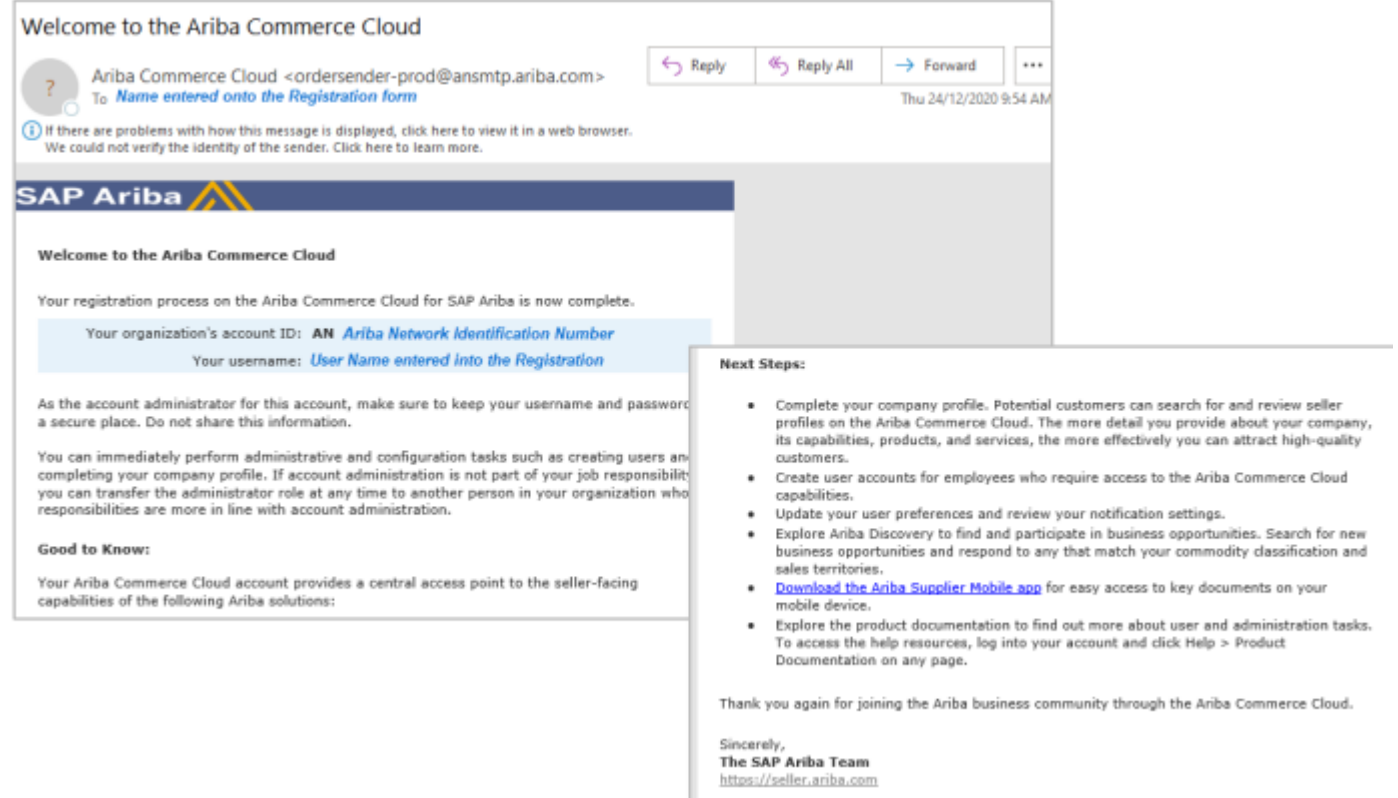 Welcome to the Ariba Commerce Cloud
Ariba Commerce Cloud <ordersender-prod@ansmtp.ariba.com>
To Name entered onto the Registration form
Reply
Reply All
Forward
...
Thu 24/12/2020 9:54 AM
If there are problems with how this message is displayed, click here to view it in a web browser.
We could not verify the identity of the sender. Click here to learn more.
SAP Ariba
Welcome to the Ariba Commerce Cloud
Your registration process on the Ariba Commerce Cloud for SAP Ariba is now complete.
Your organization's account ID: AN Ariba Network Identification Number
Your username: User Name entered into the Registration
As the account administrator for this account, make sure to keep your username and password
a secure place. Do not share this information.
You can immediately perform administrative and configuration tasks such as creating users an
completing your company profile. If account administration is not part of your job responsibility
you can transfer the administrator role at any time to another person in your organization who
responsibilities are more in line with account administration.
Good to Know:
Your Ariba Commerce Cloud account provides a central access point to the seller-facing
capabilities of the following Ariba solutions:
Next Steps:
• Complete your company profile. Potential customers can search for and review seller
profiles on the Ariba Commerce Cloud. The more detail you provide about your company,
its capabilities, products, and services, the more effectively you can attract high-quality
customers.
• Create user accounts for employees who require access to the Ariba Commerce Cloud
capabilities.
• Update your user preferences and review your notification settings.
• Explore Ariba Discovery to find and participate in business opportunities. Search for new
business opportunities and respond to any that match your commodity classification and
sales territories.
• Download the Ariba Supplier Mobile app for easy access to key documents on your
mobile device.
• Explore the product documentation to find out more about user and administration tasks.
To access the help resources, log into your account and click Help > Product
Documentation on any page.
Thank you again for joining the Ariba business community through the Ariba Commerce Cloud.
Sincerely,
The SAP Ariba Team
https://seller.ariba.com